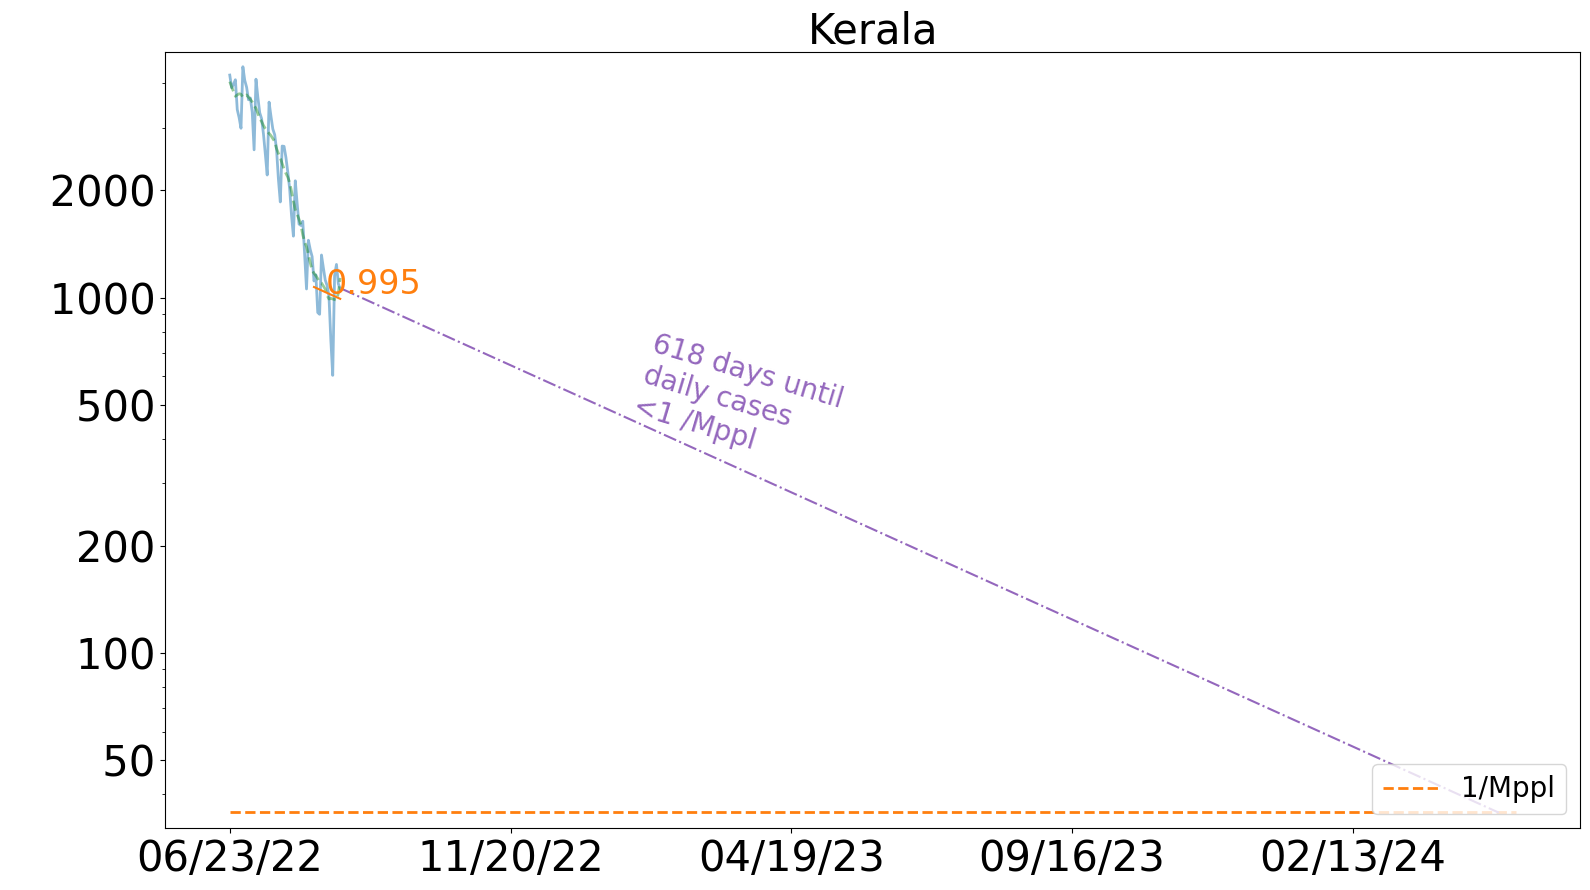 Kerala
2000
1000
500
200
100
50
0.995
618 days until
daily cases
<1 /Mppl
1/Mppl
06/23/22
11/20/22
04/19/23
09/16/23
02/13/24